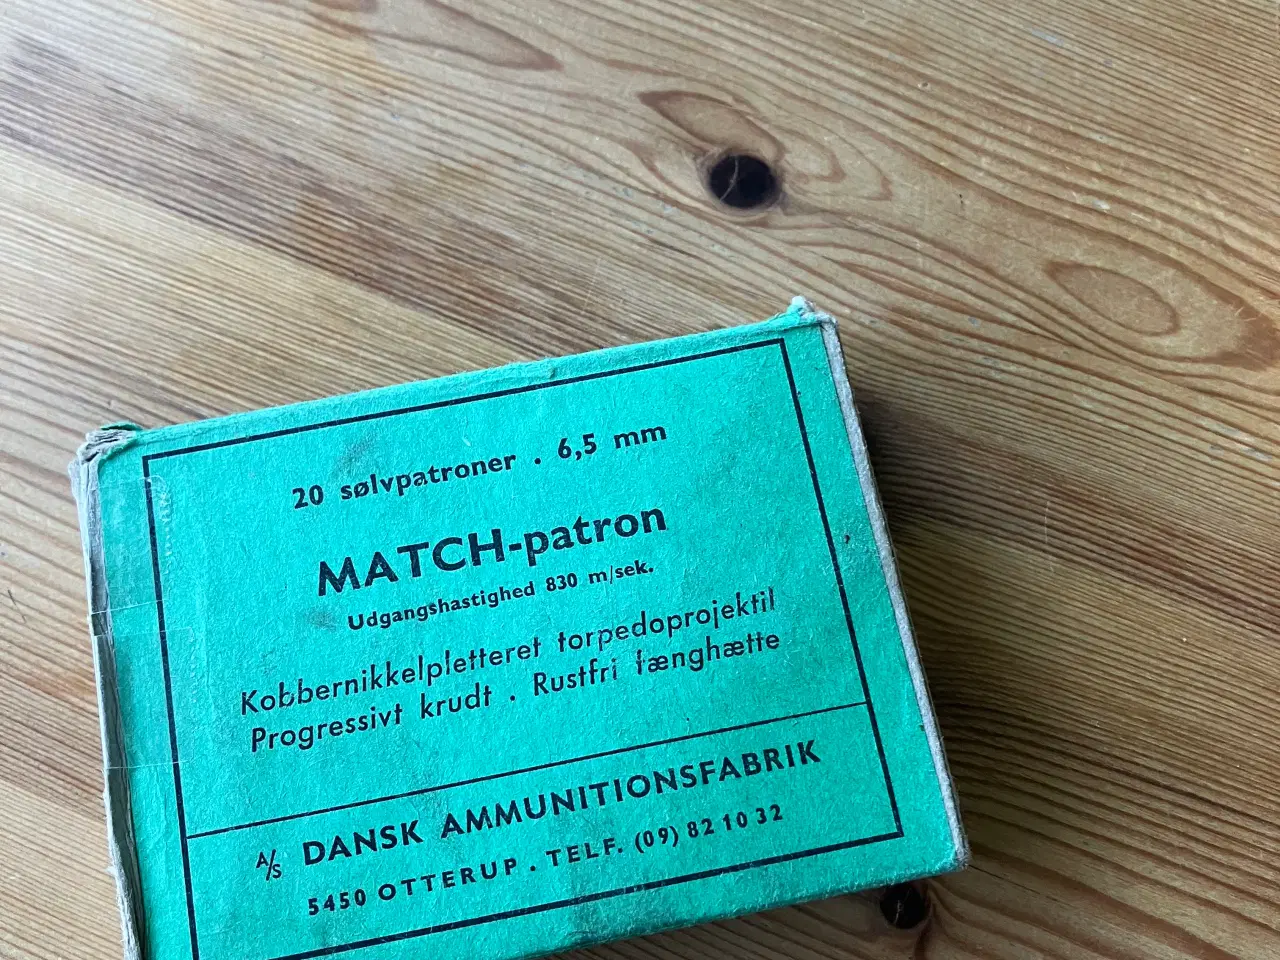 20 sølvpatroner . 6,5 mm
MATCH-patron
Udgangshastighed 830 m/sek.
Kobbernikkelpletteret torpedoprojektil
Progressivt krudt . Rustfri fænghætte
A/S DANSK AMMUNITIONSFABRIK
5450 OTTERUP . TELF. (09) 82 10 32